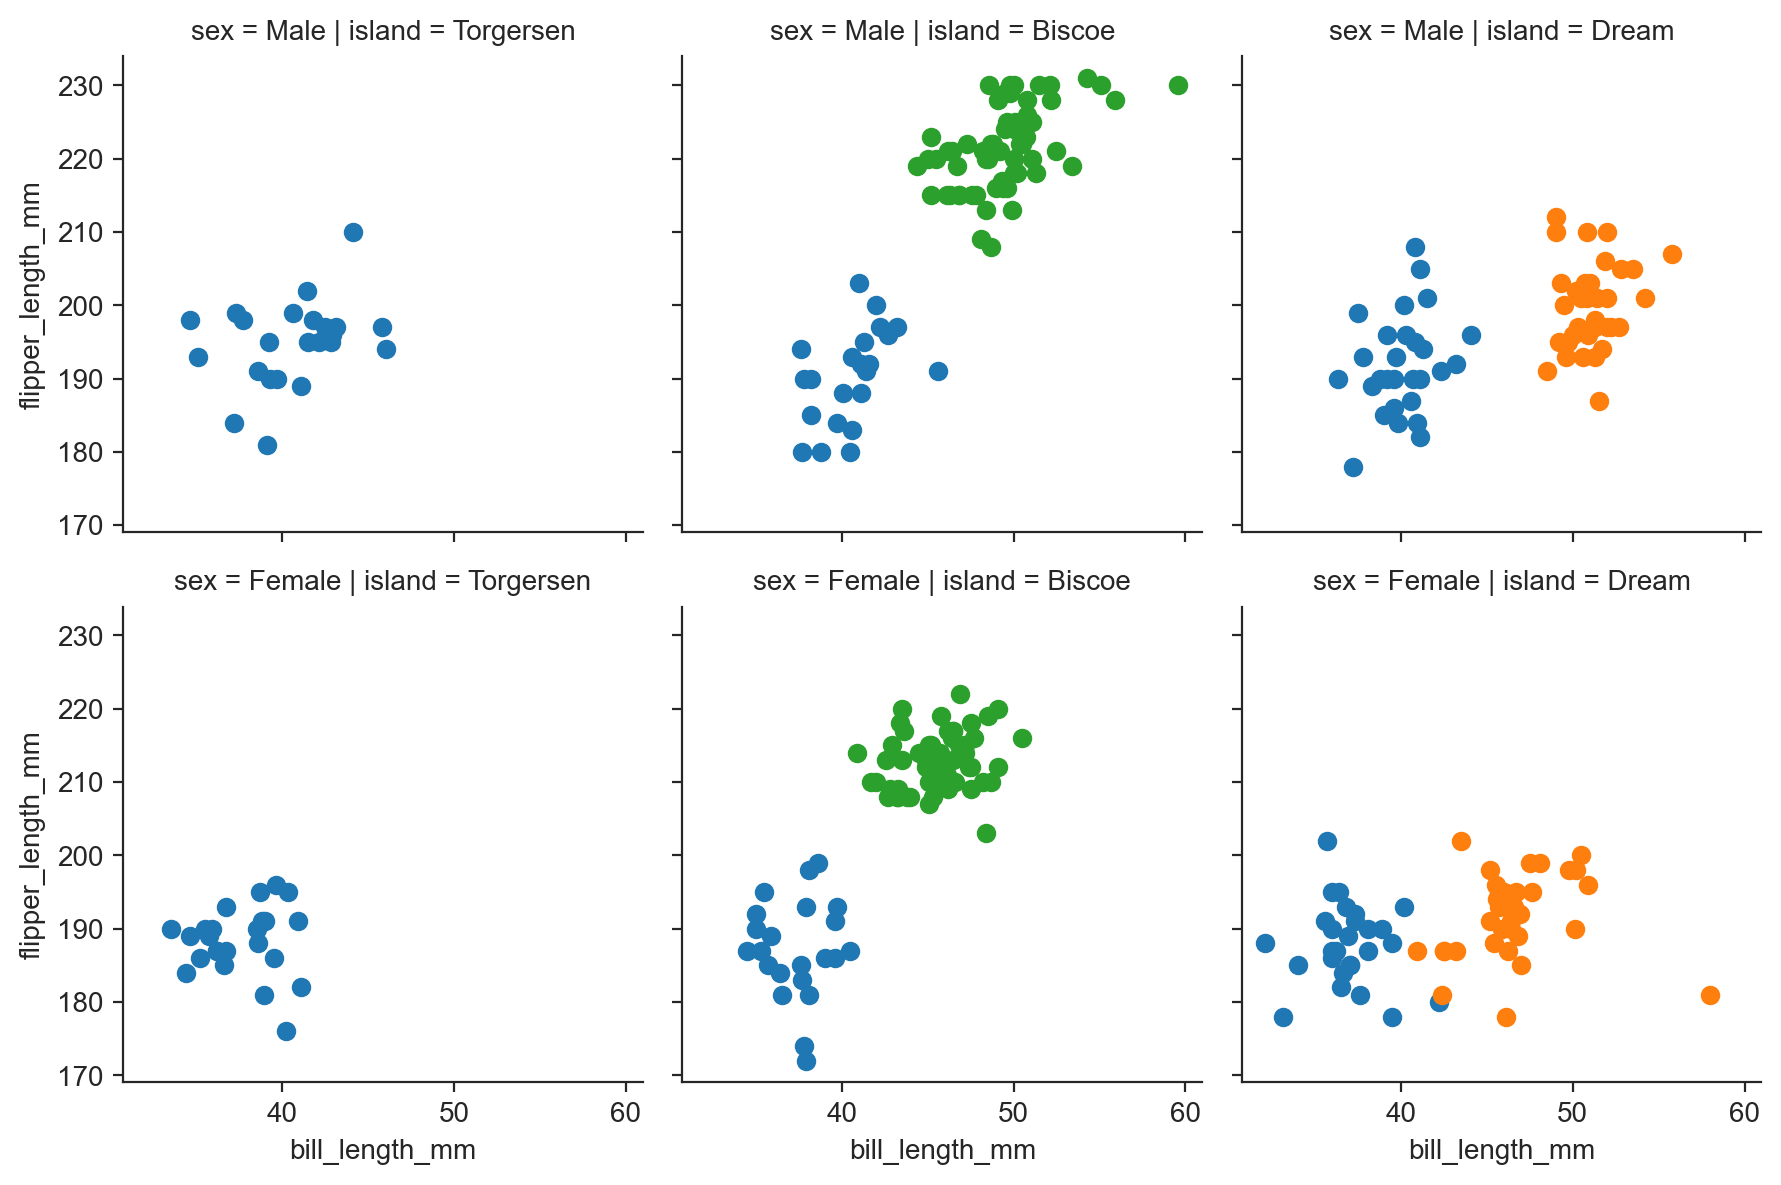 sex = Male | island = Torgersen
sex = Male | island = Biscoe
sex = Male | island = Dream
230
220
210
200
190
180
170
flipper_length_mm
sex = Female | island = Torgersen
sex = Female | island = Biscoe
sex = Female | island = Dream
230
220
210
200
190
180
170
flipper_length_mm
40 50 60
40 50 60
40 50 60
bill_length_mm
bill_length_mm
bill_length_mm